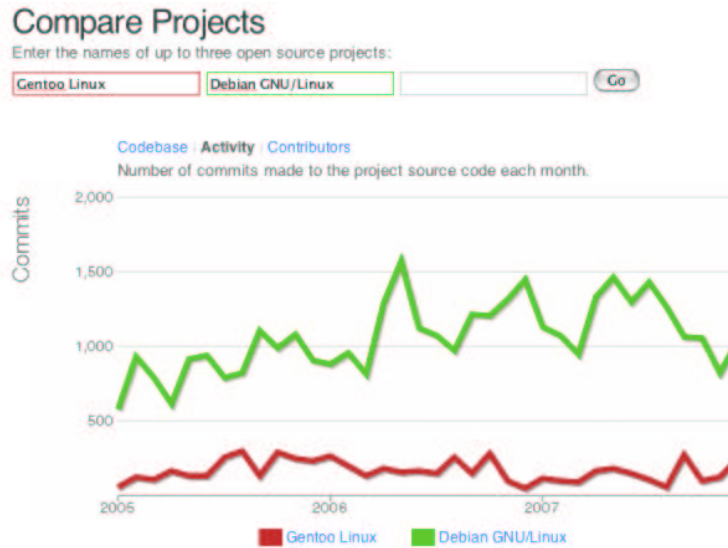 Compare Projects
Enter the names of up to three open source projects:
Gentoo Linux Debian GNU/Linux Go
Codebase Activity Contributors
Number of commits made to the project source code each month.
2,000
Commits
1,500
1,000
500
2005 2006 2007
Gentoo Linux Debian GNU/Linux